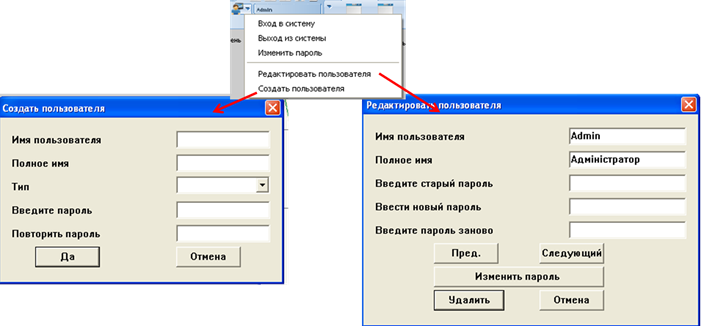 Admin
Вход в систему
Выход из системы
Изменить пароль
ень
Редактировать пользователя
Создать пользователя
Создать пользователя
Имя пользователя
Полное имя
Тип
Введите пароль
Повторить пароль
Да Отмена
Редактировать пользователя
Имя пользователя Admin
Полное имя Адміністратор
Введите старый пароль
Ввести новый пароль
Введите пароль заново
Пред. Следующий
Изменить пароль
Удалить Отмена